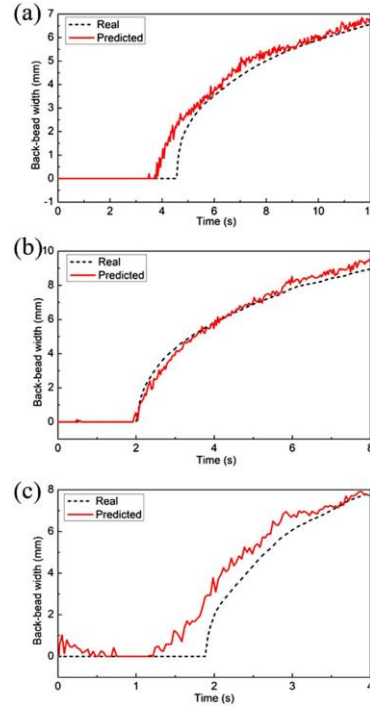 (a)
Real
Predicted
Back-bead width (mm)
7
6
5
4
3
2
1
0
-1
0 2 4 6 8 10 12
Time (s)
(b)
Real
Predicted
Back-bead width (mm)
10
8
6
4
2
0
0 2 4 6 8
Time (s)
(c)
Real
Predicted
Back-bead width (mm)
8
6
4
2
0
0 1 2 3 4
Time (s)